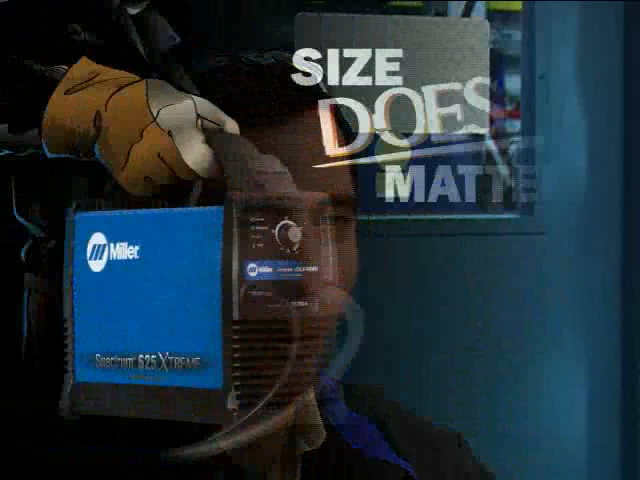 SIZE
DOES
MATTE
Miller
Miller
Spectrum 625 XTREME